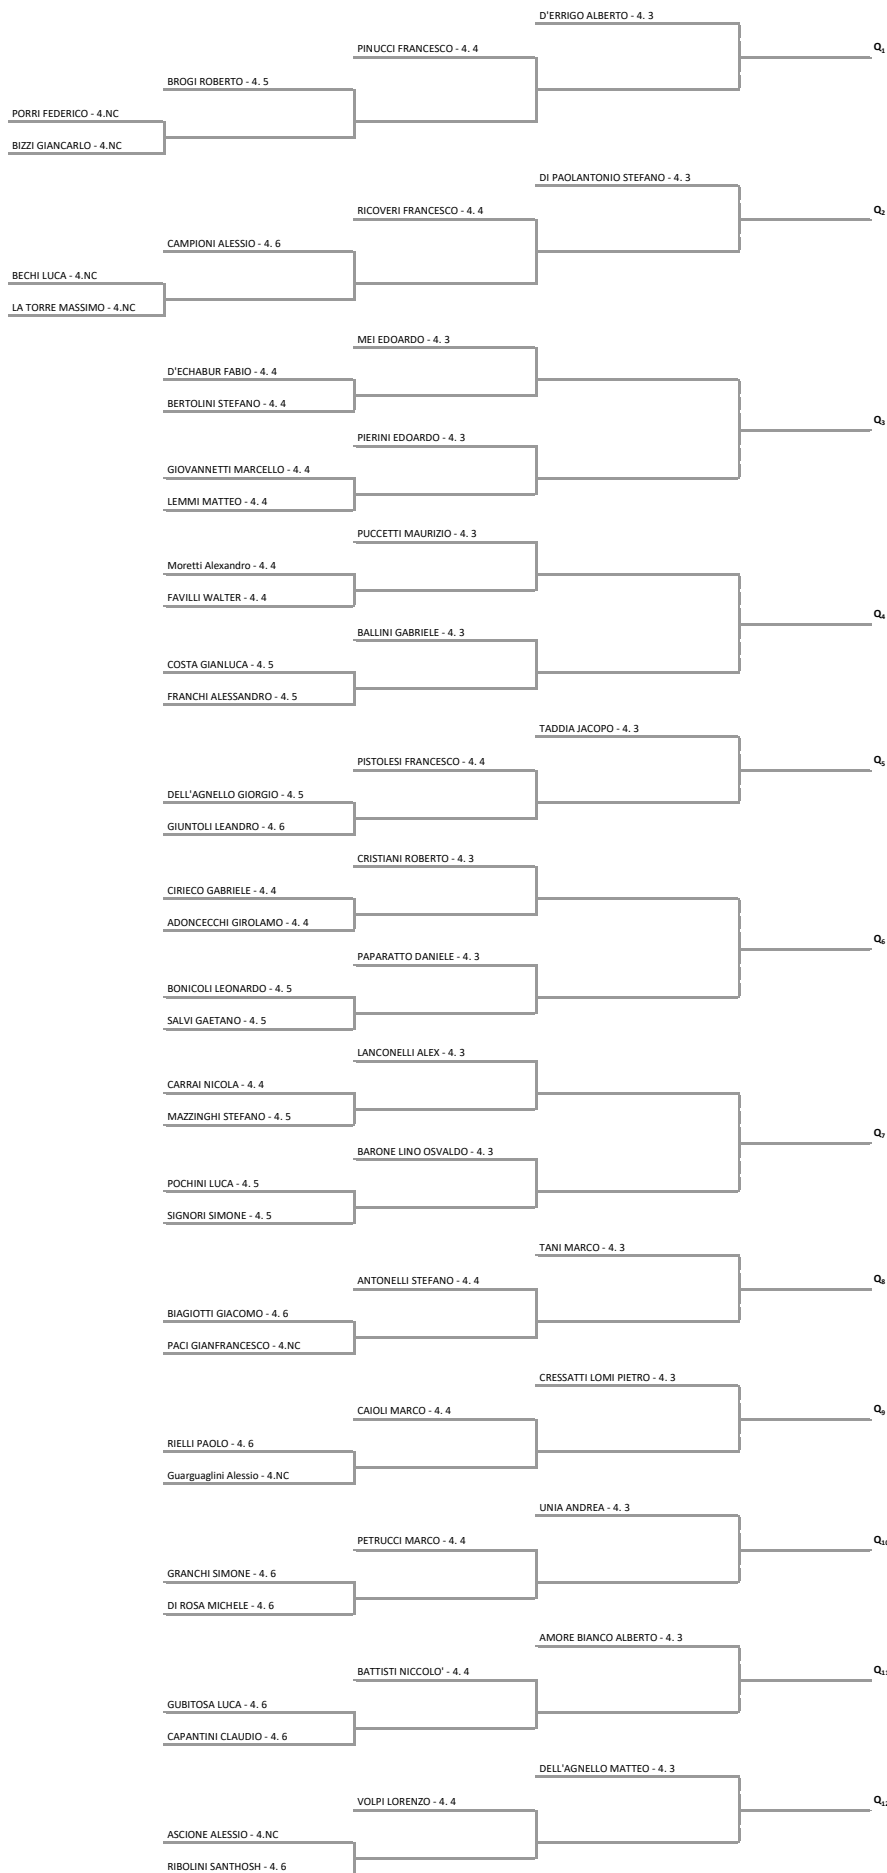 D'ERRIGO ALBERTO - 4. 3
PINUCCI FRANCESCO - 4. 4
Q1
BROGI ROBERTO - 4. 5
PORRI FEDERICO - 4.NC
BIZZI GIANCARLO - 4.NC
DI PAOLANTONIO STEFANO - 4. 3
RICOVERI FRANCESCO - 4. 4
Q2
CAMPIONI ALESSIO - 4. 6
BECHI LUCA - 4.NC
LA TORRE MASSIMO - 4.NC
MEI EDOARDO - 4. 3
D'ECHABUR FABIO - 4. 4
BERTOLINI STEFANO - 4. 4
Q3
PIERINI EDOARDO - 4. 3
GIOVANNETTI MARCELLO - 4. 4
LEMMI MATTEO - 4. 4
PUCCETTI MAURIZIO - 4. 3
Moretti Alexandro - 4. 4
FAVILLI WALTER - 4. 4
Q4
BALLINI GABRIELE - 4. 3
COSTA GIANLUCA - 4. 5
FRANCHI ALESSANDRO - 4. 5
TADDIA JACOPO - 4. 3
PISTOLESI FRANCESCO - 4. 4
Q5
DELL'AGNELLO GIORGIO - 4. 5
GIUNTOLI LEANDRO - 4. 6
CRISTIANI ROBERTO - 4. 3
CIRIECO GABRIELE - 4. 4
ADONCECCHI GIROLAMO - 4. 4
Q6
PAPARATTO DANIELE - 4. 3
BONICOLI LEONARDO - 4. 5
SALVI GAETANO - 4. 5
LANCONELLI ALEX - 4. 3
CARRAI NICOLA - 4. 4
MAZZINGHI STEFANO - 4. 5
Q7
BARONE LINO OSVALDO - 4. 3
POCHINI LUCA - 4. 5
SIGNORI SIMONE - 4. 5
TANI MARCO - 4. 3
ANTONELLI STEFANO - 4. 4
Q8
BIAGIOTTI GIACOMO - 4. 6
PACI GIANFRANCESCO - 4.NC
CRESSATTI LOMI PIETRO - 4. 3
CAIOLI MARCO - 4. 4
Q9
RIELLI PAOLO - 4. 6
Guarguaglini Alessio - 4.NC
UNIA ANDREA - 4. 3
PETRUCCI MARCO - 4. 4
Q10
GRANCHI SIMONE - 4. 6
DI ROSA MICHELE - 4. 6
AMORE BIANCO ALBERTO - 4. 3
BATTISTI NICCOLO' - 4. 4
Q11
GUBITOSA LUCA - 4. 6
CAPANTINI CLAUDIO - 4. 6
DELL'AGNELLO MATTEO - 4. 3
VOLPI LORENZO - 4. 4
Q12
ASCIONE ALESSIO - 4.NC
RIBOLINI SANTHOSH - 4. 6